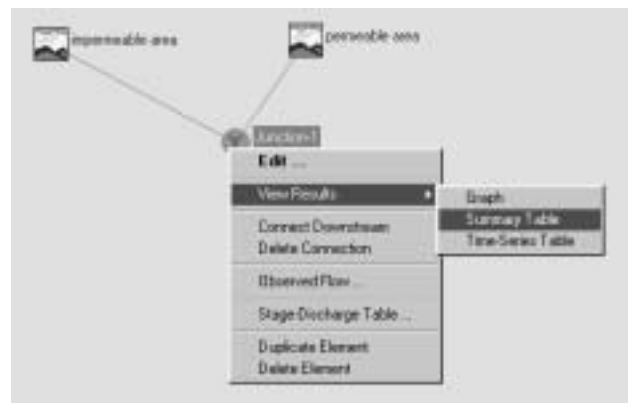 impermeable area
permeable area
Junction-1
Edit ...
View Results
Graph
Summary Table
Time-Series Table
Connect Downstream
Delete Connection
Observed Flow ...
Stage-Discharge Table ...
Duplicate Element
Delete Element